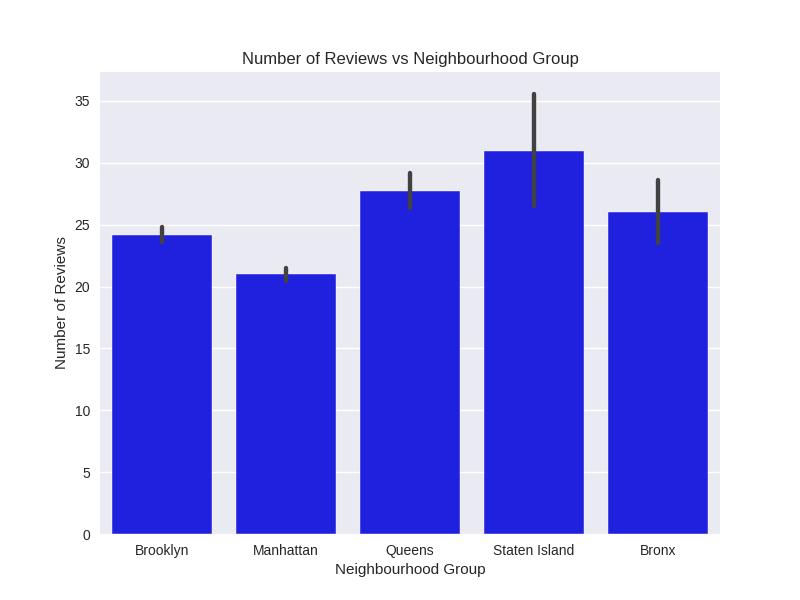 Number of Reviews vs Neighbourhood Group
Number of Reviews
35
30
25
20
15
10
5
0
Brooklyn
Manhattan
Queens
Staten Island
Bronx
Neighbourhood Group